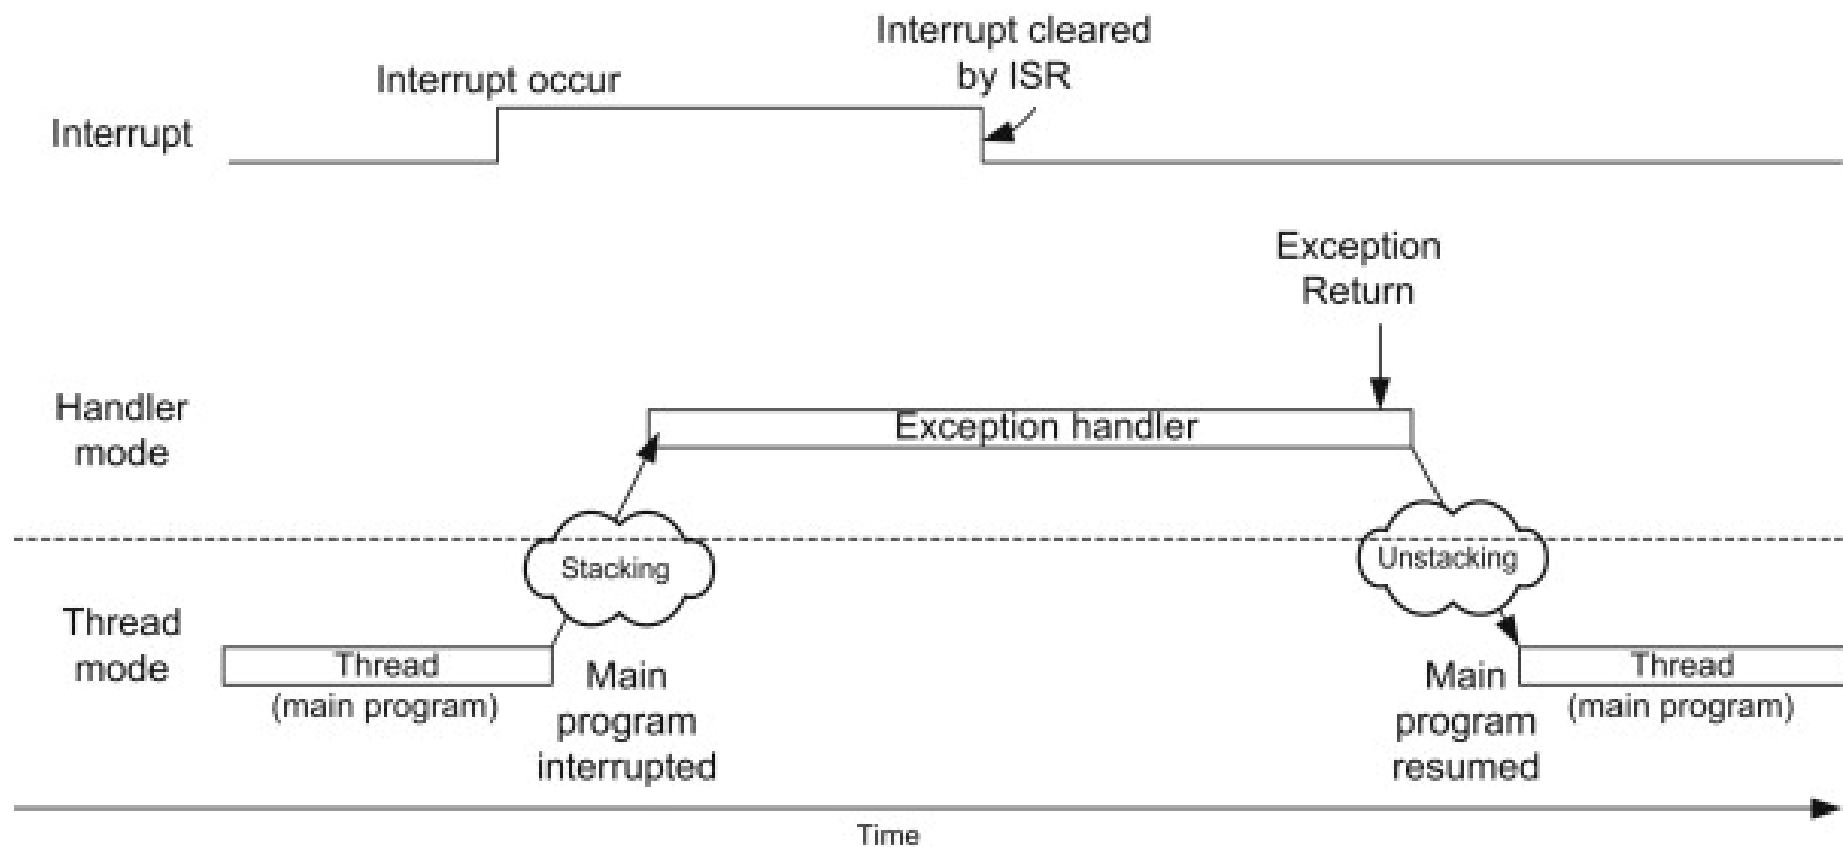 Interrupt cleared
by ISR
Interrupt occur
Interrupt
Exception
Return
Handler
mode
Exception handler
Stacking
Unstacking
Thread
mode
Thread
(main program)
Main
program
interrupted
Main
program
resumed
Thread
(main program)
Time